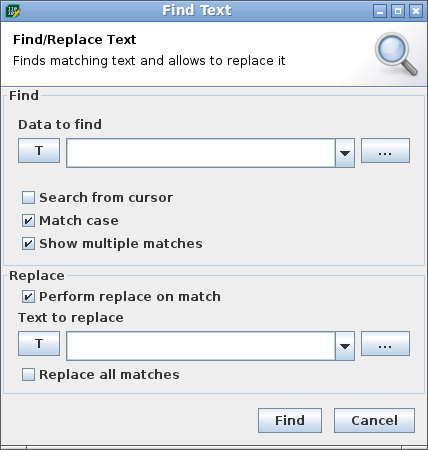 Find Text
Find/Replace Text
Finds matching text and allows to replace it
Find
Data to find
T
...
Search from cursor
Match case
Show multiple matches
Replace
Perform replace on match
Text to replace
T
...
Replace all matches
Find Cancel